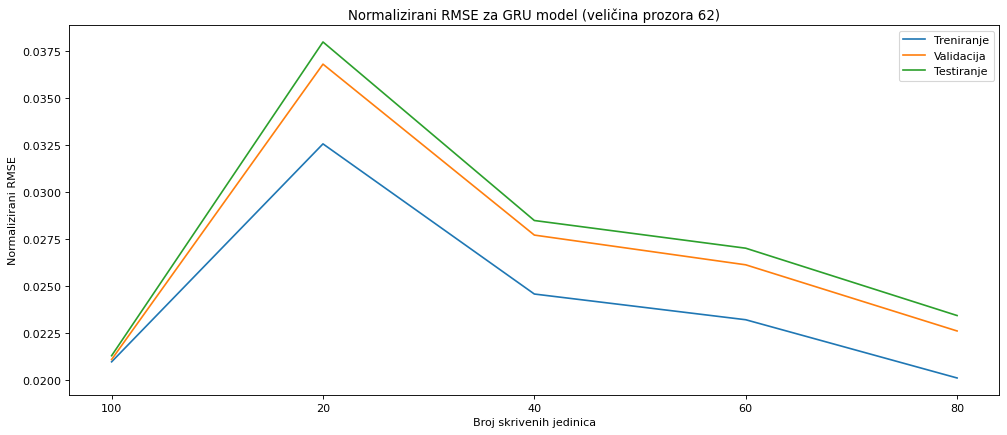 Normalizirani RMSE za GRU model (veličina prozora 62)
Treniranje
Validacija
Testiranje
Normalizirani RMSE
0.0375
0.0350
0.0325
0.0300
0.0275
0.0250
0.0225
0.0200
100
20
40
60
80
Broj skrivenih jedinica